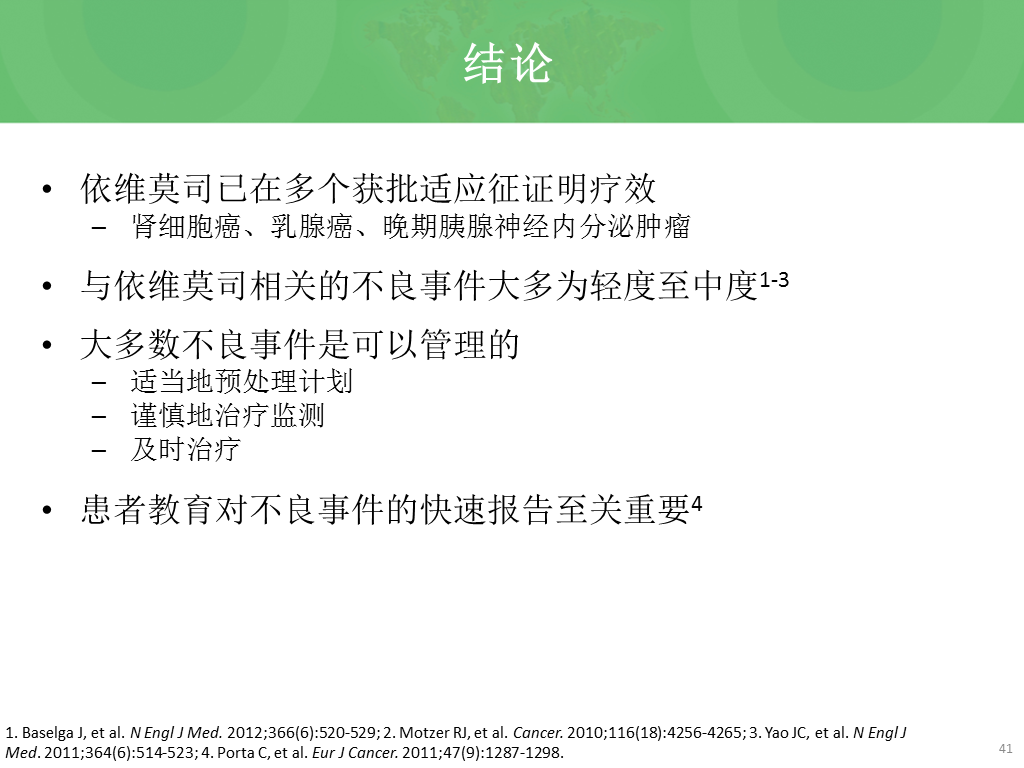 结论
• 依维莫司已在多个获批适应征证明疗效
– 肾细胞癌、乳腺癌、晚期胰腺神经内分泌肿瘤
• 与依维莫司相关的不良事件大多为轻度至中度1-3
• 大多数不良事件是可以管理的
– 适当地预处理计划
– 谨慎地治疗监测
– 及时治疗
• 患者教育对不良事件的快速报告至关重要4
1. Baselga J, et al. N Engl J Med. 2012;366(6):520-529; 2. Motzer RJ, et al. Cancer. 2010;116(18):4256-4265; 3. Yao JC, et al. N Engl J
Med. 2011;364(6):514-523; 4. Porta C, et al. Eur J Cancer. 2011;47(9):1287-1298.
41